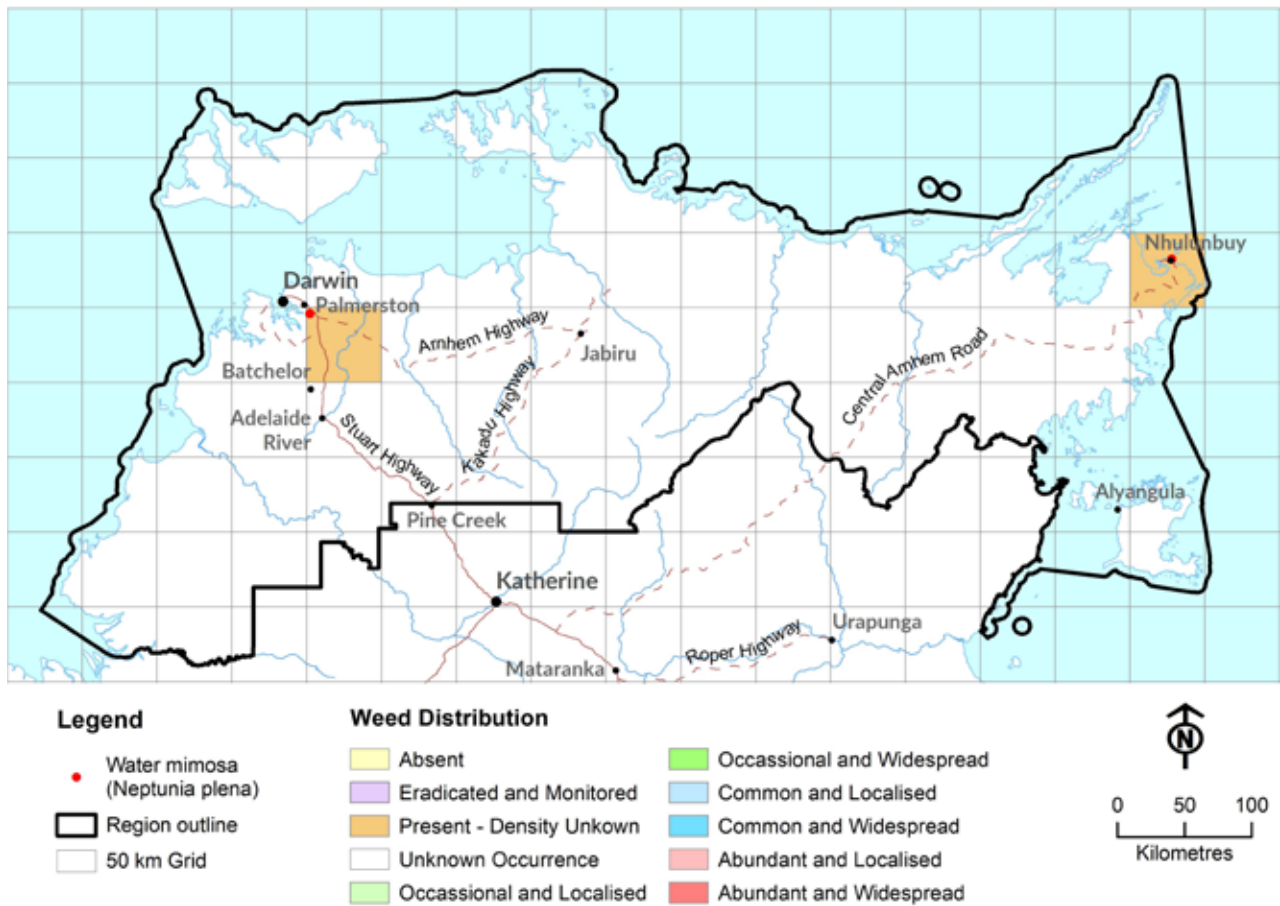 Nhulunbuy
Darwin
Palmerston
Arnhem Highway
Jabiru
Batchelor
Central Arnhem Road
Kakadu Highway
Adelaide
River
Stuart Highway
Alyangula
Pine Creek
Katherine
Urapunga
Roper Highway
Mataranka
Legend
Water mimosa
(Neptunia plena)
Region outline
50 km Grid
Weed Distribution
Absent
Eradicated and Monitored
Present - Density Unkown
Unknown Occurrence
Occassional and Localised
Occassional and Widespread
Common and Localised
Common and Widespread
Abundant and Localised
Abundant and Widespread
N
0 50 100
Kilometres